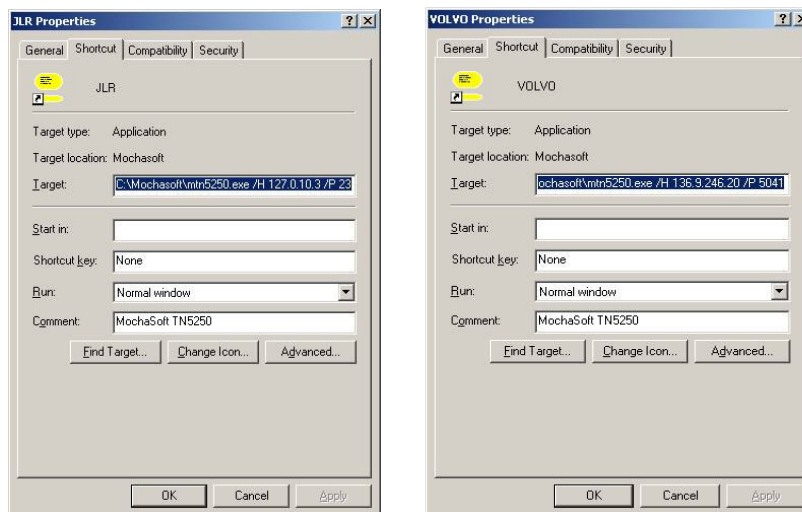 JLR Properties
General Shortcut Compatibility Security
JLR
Target type: Application
Target location: Mochasoft
Target: C:\Mochasoft\mtn5250.exe /H 127.0.10.3 /P 23
Start in:
Shortcut key: None
Run: Normal window
Comment: MochaSoft TN5250
Find Target... Change Icon... Advanced...
OK Cancel Apply
VOLVO Properties
General Shortcut Compatibility Security
VOLVO
Target type: Application
Target location: Mochasoft
Target: ochasoft\mtn5250.exe /H 136.9.246.20 /P 5041
Start in:
Shortcut key: None
Run: Normal window
Comment: MochaSoft TN5250
Find Target... Change Icon... Advanced...
OK Cancel Apply